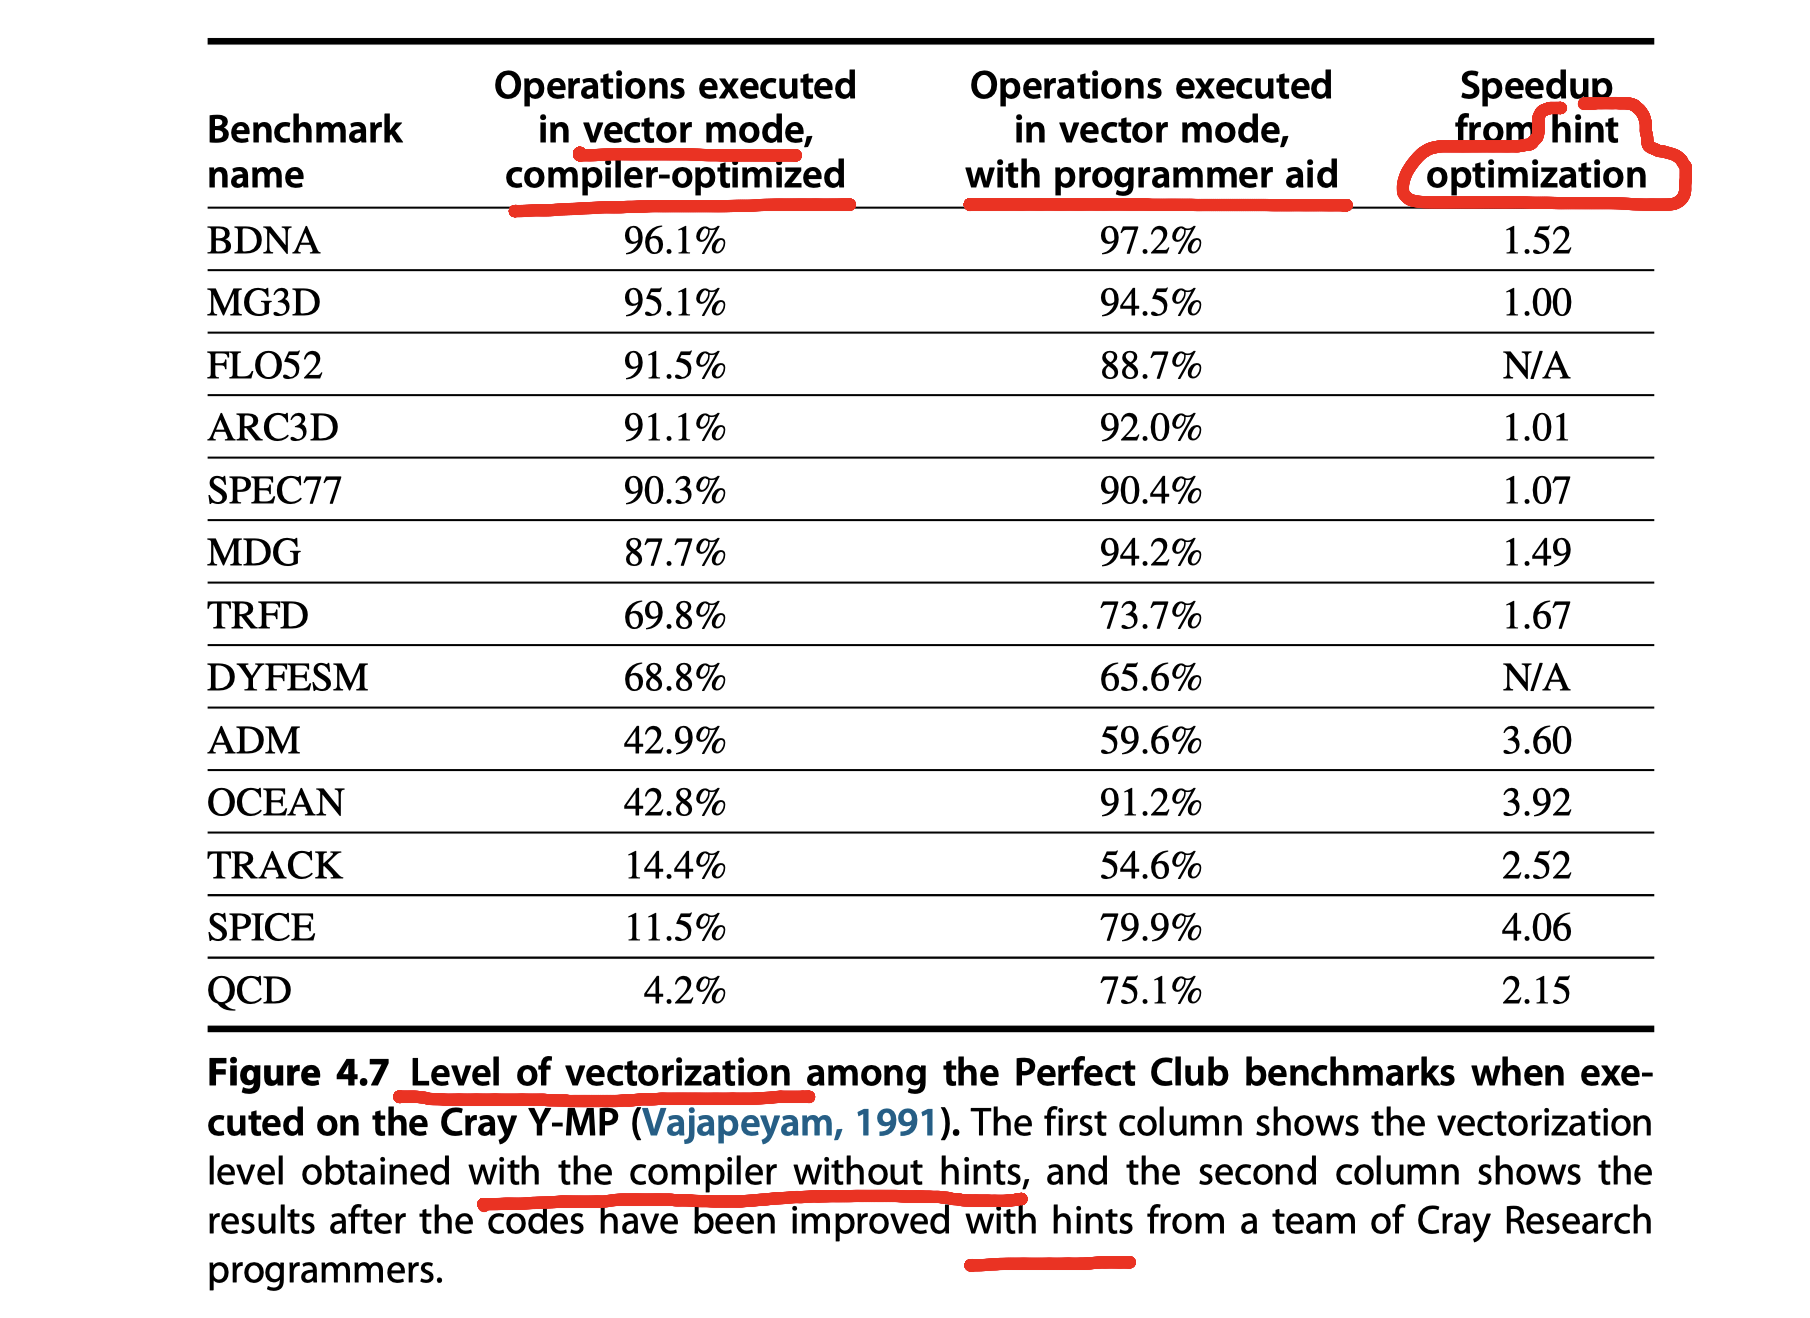 Benchmark name	Operations executed in vector mode, compiler-optimized	Operations executed in vector mode, with programmer aid	Speedup from hint optimization
BDNA	96.1%	97.2%	1.52
MG3D	95.1%	94.5%	1.00
FLO52	91.5%	88.7%	N/A
ARC3D	91.1%	92.0%	1.01
SPEC77	90.3%	90.4%	1.07
MDG	87.7%	94.2%	1.49
TRFD	69.8%	73.7%	1.67
DYFESM	68.8%	65.6%	N/A
ADM	42.9%	59.6%	3.60
OCEAN	42.8%	91.2%	3.92
TRACK	14.4%	54.6%	2.52
SPICE	11.5%	79.9%	4.06
QCD	4.2%	75.1%	2.15
Figure 4.7 Level of vectorization among the Perfect Club benchmarks when exe-
cuted on the Cray Y-MP (Vajapeyam, 1991). The first column shows the vectorization
level obtained with the compiler without hints, and the second column shows the
results after the codes have been improved with hints from a team of Cray Research
programmers.